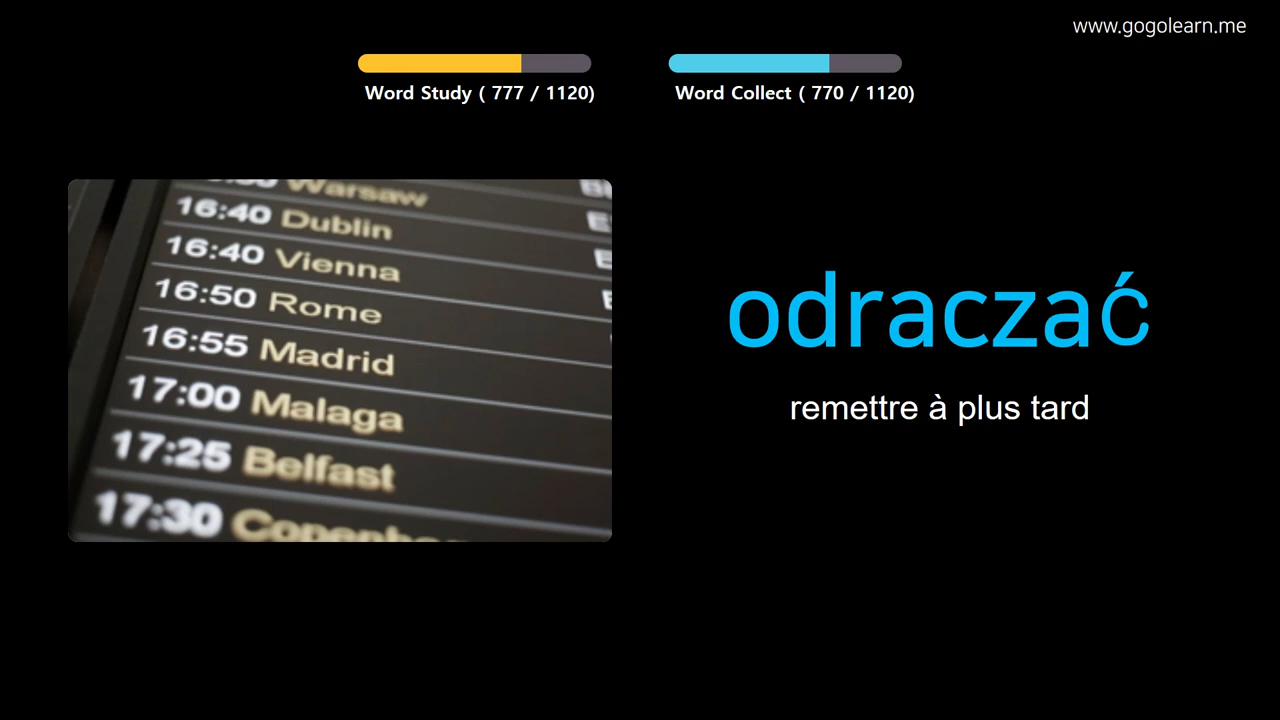 www.gogolearn.me
Word Study ( 777 / 1120)
Word Collect ( 770 / 1120)
Warsaw
16:40 Dublin
16:40 Vienna
16:50 Rome
16:55 Madrid
17:00 Malaga
17:25 Belfast
17:30
odraczać
remettre à plus tard